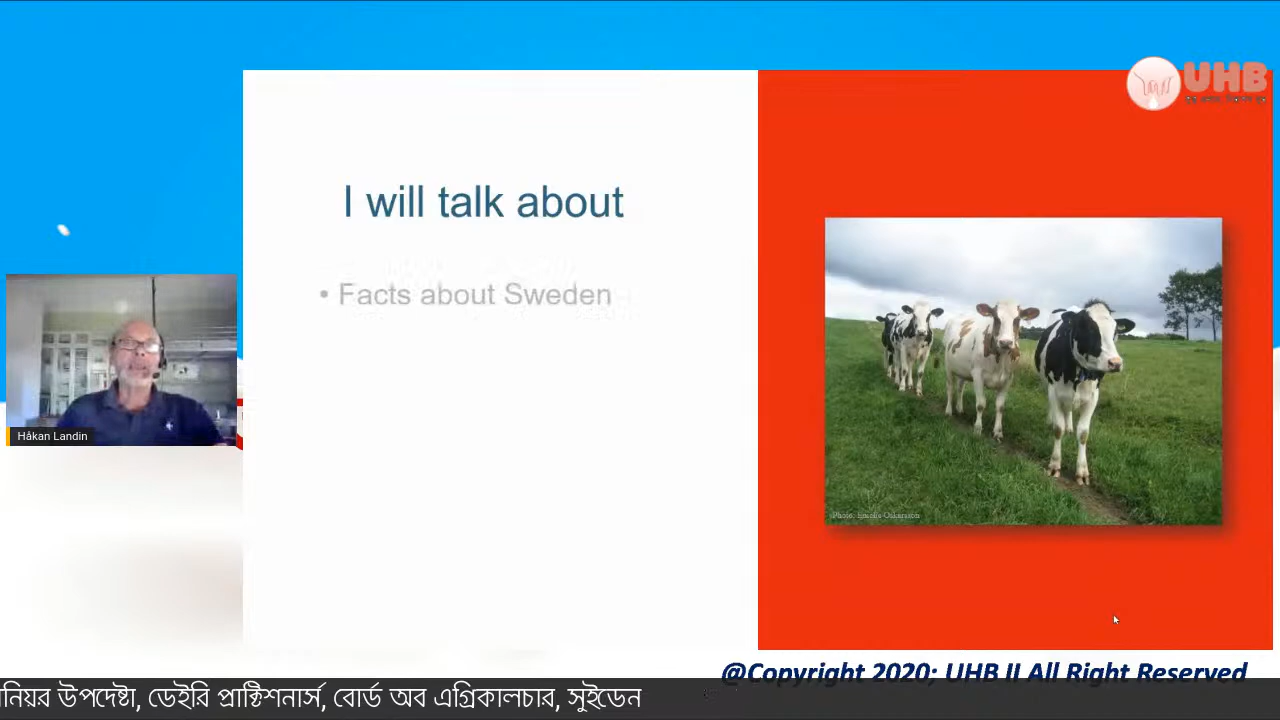 UHB
I will talk about
• Facts about Sweden
Håkan Landin
Photo:
@Copyright 2020; UHB II All Right Reserved
নিয়র উপদেষ্টা, ডেইরি প্রাক্টিশনার্স, বোর্ড অব এগ্রিকালচার, সুইডেন